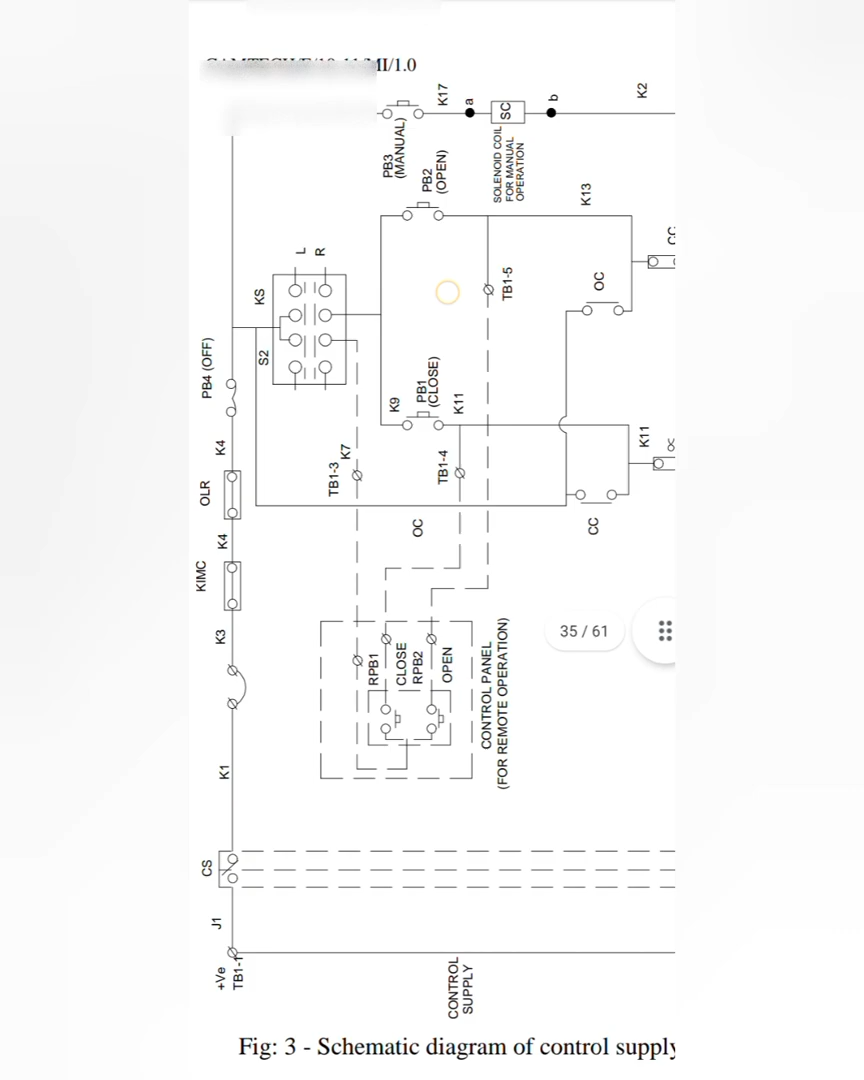 MI/1.0
K17
a
SC
b
K2
PB3
(MANUAL)
PB2
(OPEN)
SOLENOID COIL
FOR MANUAL
OPERATION
K13
L
R
KS
S2
TB1-5
OC
PB4 (OFF)
K9
PB1
(CLOSE)
K11
K11
K4
K7
TB1-3
TB1-4
OLR
OC
CC
K4
KIMC
K3
RPB1
CLOSE
RPB2
OPEN
CONTROL PANEL
(FOR REMOTE OPERATION)
35 / 61
K1
CS
J1
+Ve
TB1-1
CONTROL
SUPPLY
Fig: 3 - Schematic diagram of control supply